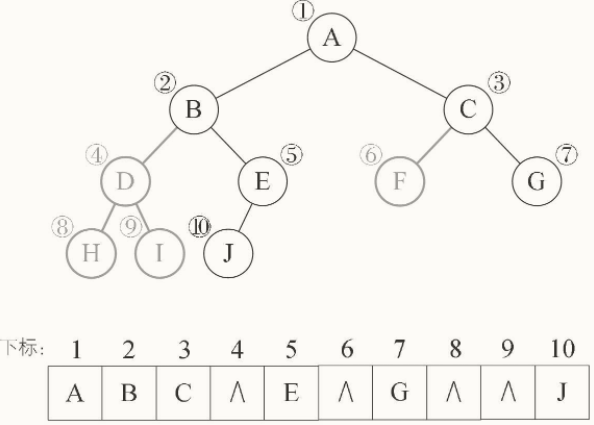 ①
A
② ③
B C
④ ⑤ ⑥ ⑦
D E F G
⑧ ⑨ ⑩
H I J
下标: 1 2 3 4 5 6 7 8 9 10
A B C ∧ E ∧ G ∧ ∧ J